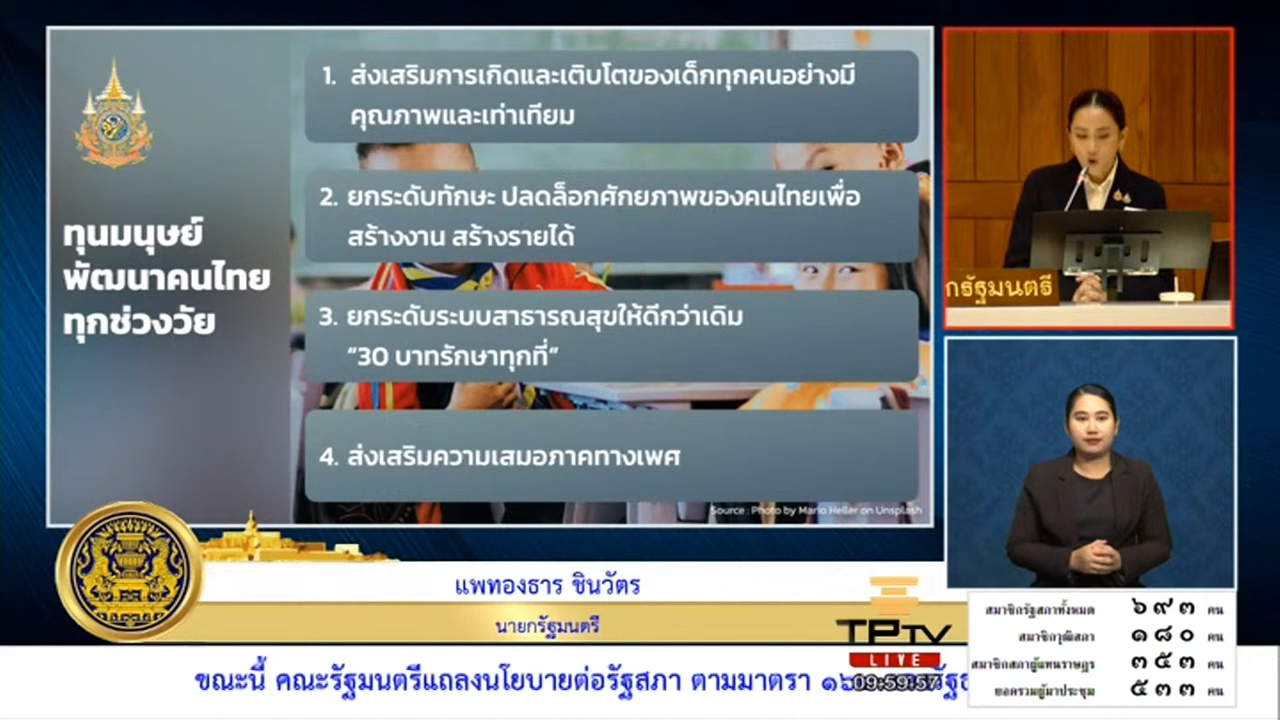 ทุนมนุษย์
พัฒนาคนไทย
ทุกช่วงวัย
1. ส่งเสริมการเกิดและเติบโตของเด็กทุกคนอย่างมี
คุณภาพและเท่าเทียม
2. ยกระดับทักษะ ปลดล็อกศักยภาพของคนไทยเพื่อ
สร้างงาน สร้างรายได้
3. ยกระดับระบบสาธารณสุขให้ดีกว่าเดิม
“30 บาทรักษาทุกที่”
4. ส่งเสริมความเสมอภาคทางเพศ
Source : Photo by Mario Heller on Unsplash
กรัฐมนตรี
แพทองธาร ชินวัตร
นายกรัฐมนตรี
TPTV
LIVE
09:59:57
ขณะนี้ คณะรัฐมนตรีแถลงนโยบายต่อรัฐสภา ตามมาตรา
สมาชิกรัฐสภาทั้งหมด ๖๙๓ คน
สมาชิกวุฒิสภา ๑๘๐ คน
สมาชิกสภาผู้แทนราษฎร ๓๕๓ คน
ยอดรวมผู้มาประชุม ๕๓๓ คน